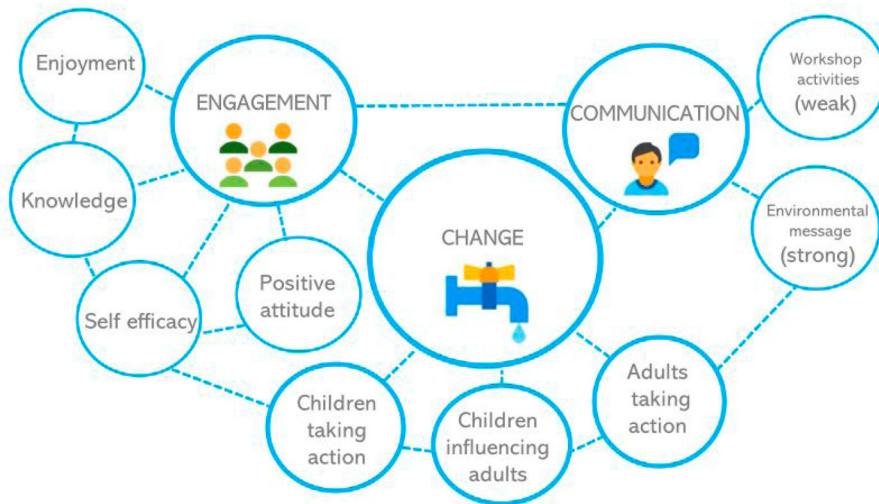 Enjoyment
ENGAGEMENT
COMMUNICATION
Workshop
activities
(weak)
Knowledge
Environmental
message
(strong)
CHANGE
Positive
attitude
Self efficacy
Children
taking
action
Children
influencing
adults
Adults
taking
action